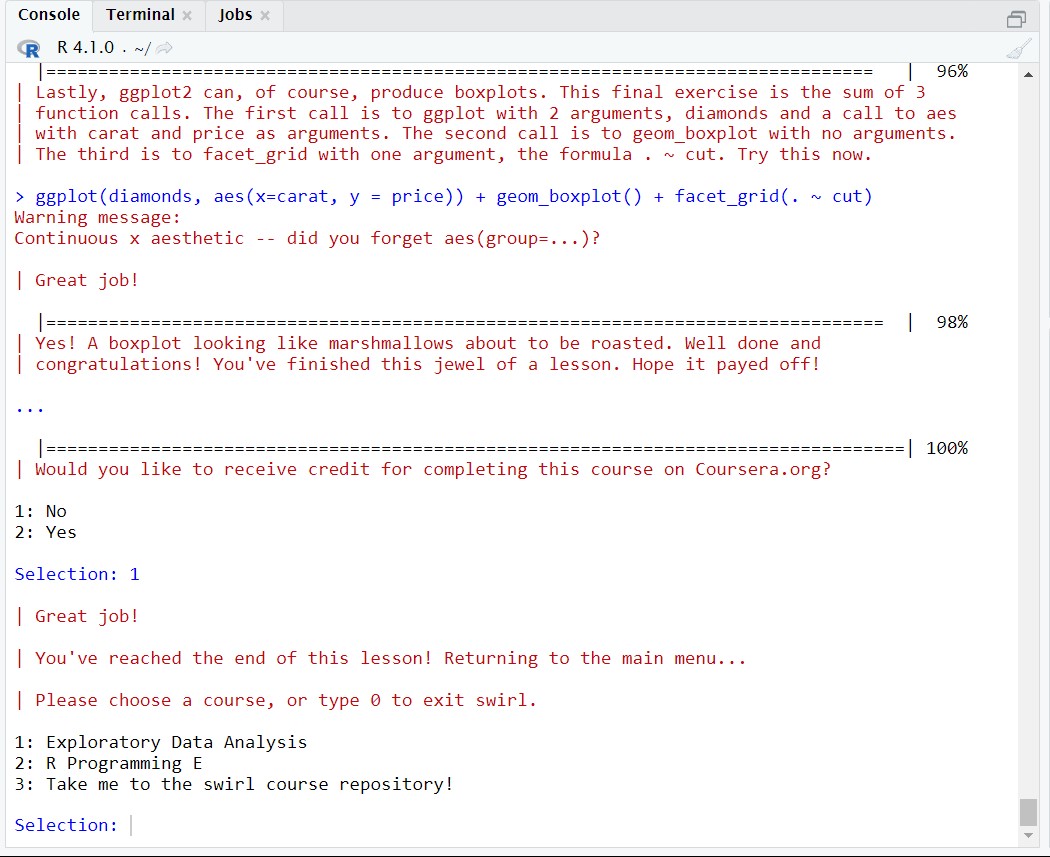 Console Terminal × Jobs ×
R R 4.1.0 . ~/
|=============================================================================== | 96%
| Lastly, ggplot2 can, of course, produce boxplots. This final exercise is the sum of 3
| function calls. The first call is to ggplot with 2 arguments, diamonds and a call to aes
| with carat and price as arguments. The second call is to geom_boxplot with no arguments.
| The third is to facet_grid with one argument, the formula . ~ cut. Try this now.
> ggplot(diamonds, aes(x=carat, y = price)) + geom_boxplot() + facet_grid(. ~ cut)
Warning message:
Continuous x aesthetic -- did you forget aes(group=...)?
| Great job!
|================================================================================ | 98%
| Yes! A boxplot looking like marshmallows about to be roasted. Well done and
| congratulations! You've finished this jewel of a lesson. Hope it payed off!
...
|==================================================================================| 100%
| Would you like to receive credit for completing this course on Coursera.org?
1: No
2: Yes
Selection: 1
| Great job!
| You've reached the end of this lesson! Returning to the main menu...
| Please choose a course, or type 0 to exit swirl.
1: Exploratory Data Analysis
2: R Programming E
3: Take me to the swirl course repository!
Selection: